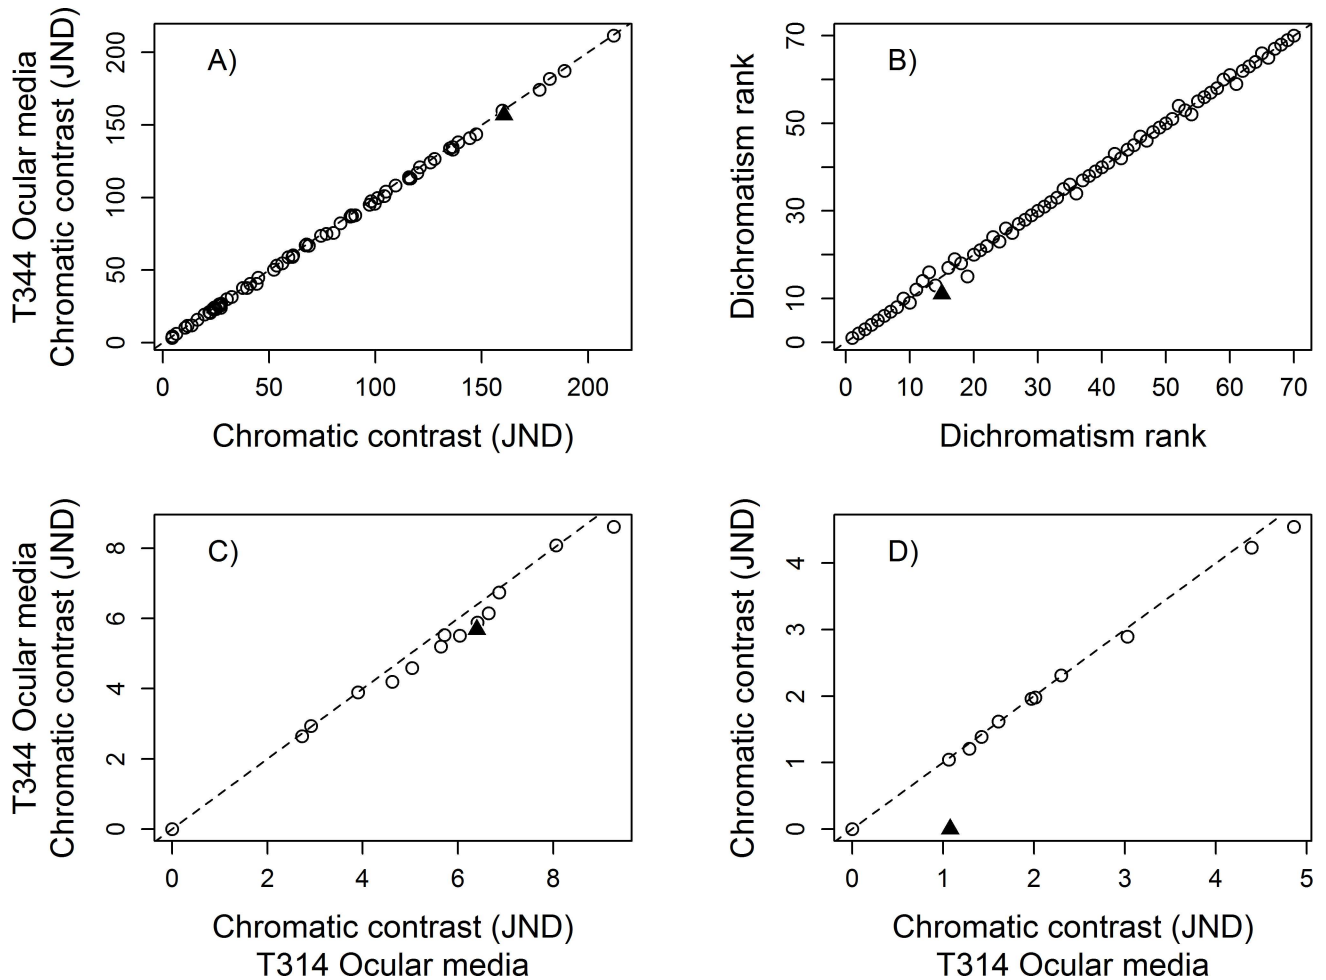 A)
T344 Ocular media
Chromatic contrast (JND)
0
50
100
150
200
0
50
100
150
200
Chromatic contrast (JND)
B)
Dichromatism rank
0
10
30
50
70
0
10
20
30
40
50
60
70
Dichromatism rank
C)
T344 Ocular media
Chromatic contrast (JND)
0
2
4
6
8
0
2
4
6
8
Chromatic contrast (JND)
T314 Ocular media
D)
Chromatic contrast (JND)
0
1
2
3
4
0
1
2
3
4
5
Chromatic contrast (JND)
T314 Ocular media